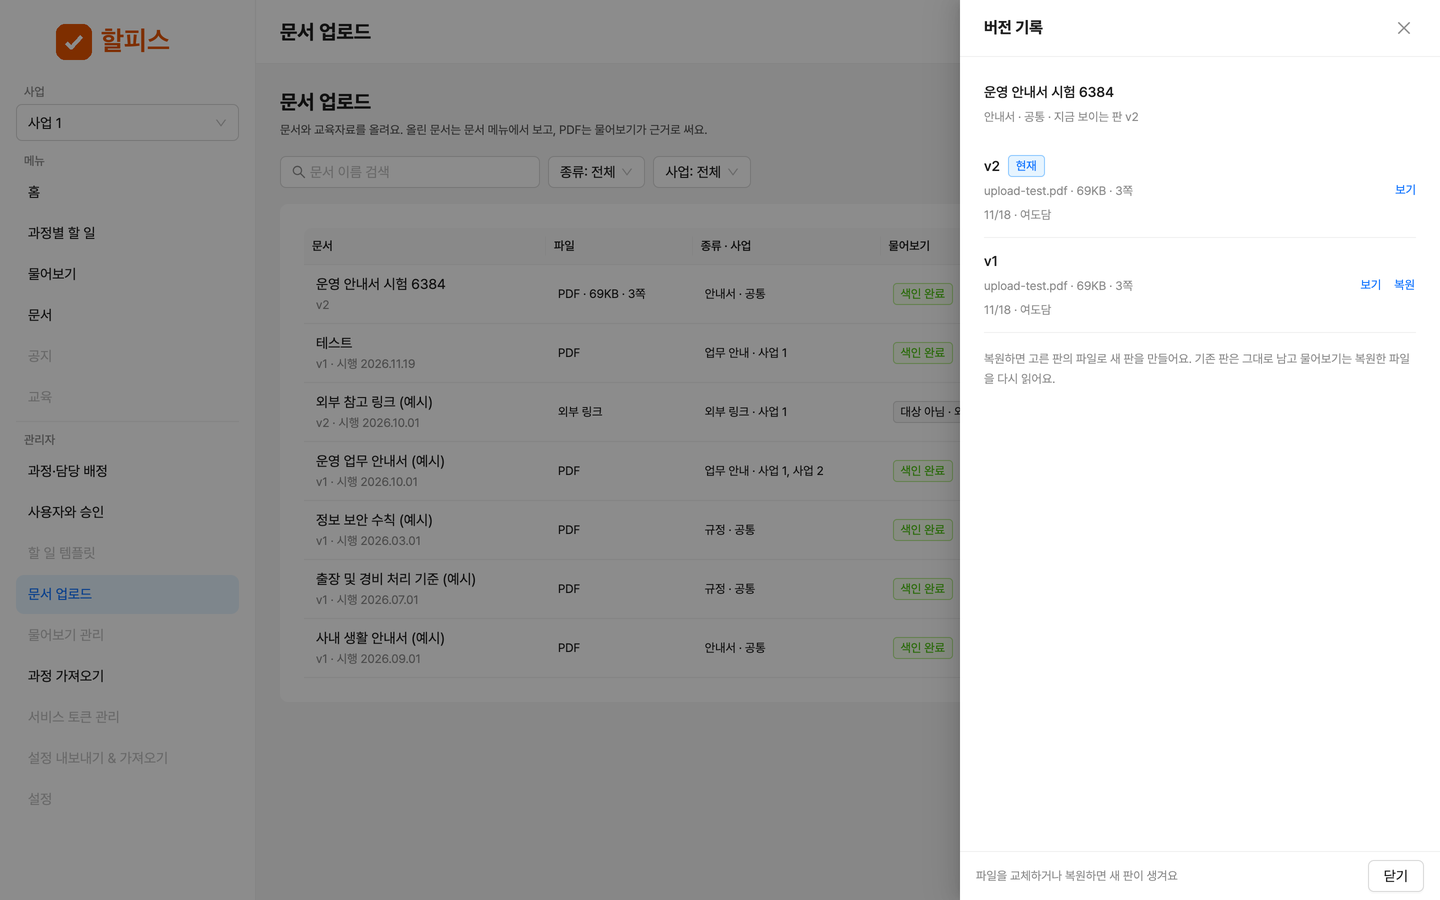 할피스
사업
사업 1
메뉴
홈
과정별 할 일
물어보기
문서
공지
교육
관리자
과정·담당 배정
사용자와 승인
할 일 템플릿
문서 업로드
물어보기 관리
과정 가져오기
서비스 토큰 관리
설정 내보내기 & 가져오기
설정
문서 업로드
문서 업로드
문서와 교육자료를 올려요. 올린 문서는 문서 메뉴에서 보고, PDF는 물어보기가 근거로 써요.
문서 이름 검색 종류: 전체 사업: 전체
문서 파일 종류 · 사업 물어보기
운영 안내서 시험 6384 PDF · 69KB · 3쪽 안내서 · 공통 색인 완료
v2
테스트 PDF 업무 안내 · 사업 1 색인 완료
v1 · 시행 2026.11.19
외부 참고 링크 (예시) 외부 링크 외부 링크 · 사업 1 대상 아님 ·
v2 · 시행 2026.10.01
운영 업무 안내서 (예시) PDF 업무 안내 · 사업 1, 사업 2 색인 완료
v1 · 시행 2026.10.01
정보 보안 수칙 (예시) PDF 규정 · 공통 색인 완료
v1 · 시행 2026.03.01
출장 및 경비 처리 기준 (예시) PDF 규정 · 공통 색인 완료
v1 · 시행 2026.07.01
사내 생활 안내서 (예시) PDF 안내서 · 공통 색인 완료
v1 · 시행 2026.09.01
버전 기록
운영 안내서 시험 6384
안내서 · 공통 · 지금 보이는 판 v2
v2 현재
upload-test.pdf · 69KB · 3쪽 보기
11/18 · 여도담
v1
upload-test.pdf · 69KB · 3쪽 보기 복원
11/18 · 여도담
복원하면 고른 판의 파일로 새 판을 만들어요. 기존 판은 그대로 남고 물어보기는 복원한 파일
을 다시 읽어요.
파일을 교체하거나 복원하면 새 판이 생겨요 닫기